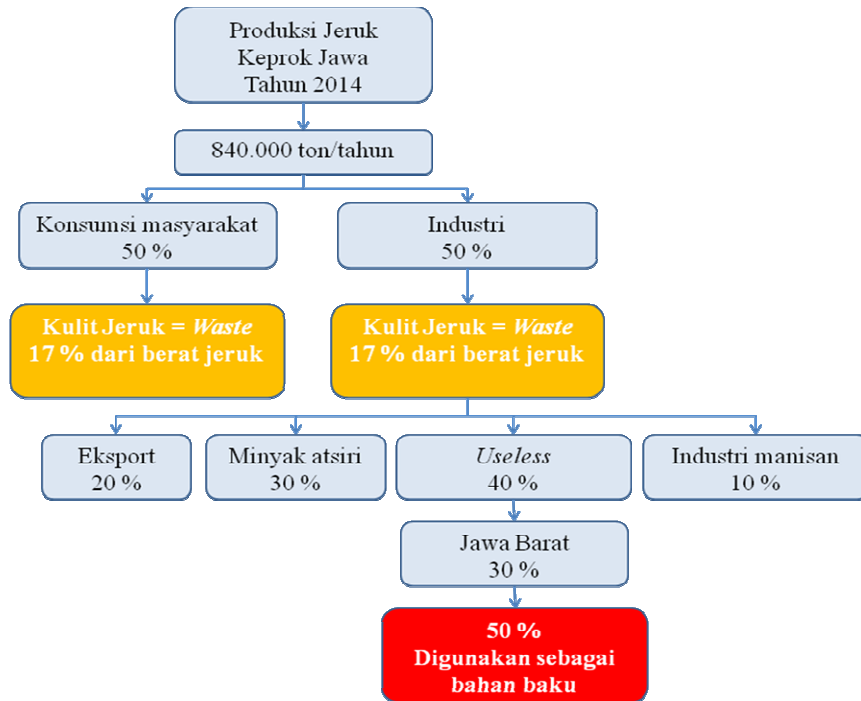 Produksi Jeruk
Keprok Jawa
Tahun 2014
840.000 ton/tahun
Konsumsi masyarakat
50 %
Industri
50 %
Kulit Jeruk = Waste
17 % dari berat jeruk
Kulit Jeruk = Waste
17 % dari berat jeruk
Eksport
20 %
Minyak atsiri
30 %
Useless
40 %
Industri manisan
10 %
Jawa Barat
30 %
50 %
Digunakan sebagai
bahan baku